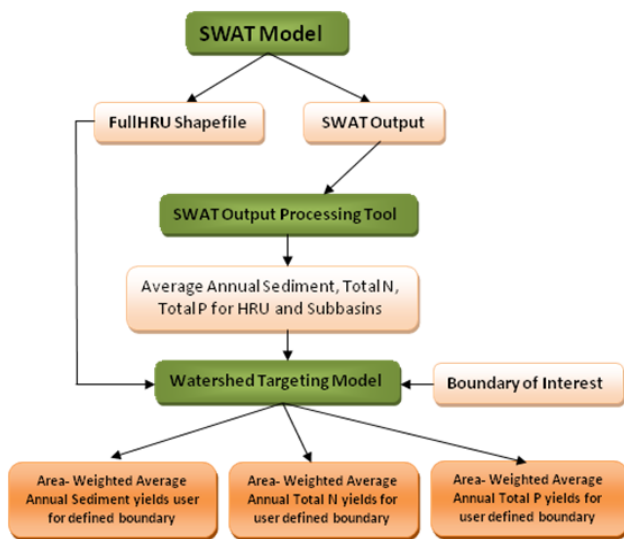 SWAT Model
FullHRU Shapefile
SWAT Output
SWAT Output Processing Tool
Average Annual Sediment, Total N,
Total P for HRU and Subbasins
Watershed Targeting Model
Boundary of Interest
Area- Weighted Average
Annual Sediment yields user
for defined boundary
Area- Weighted Average
Annual Total N yields for
user defined boundary
Area- Weighted Average
Annual Total P yields for
user defined boundary